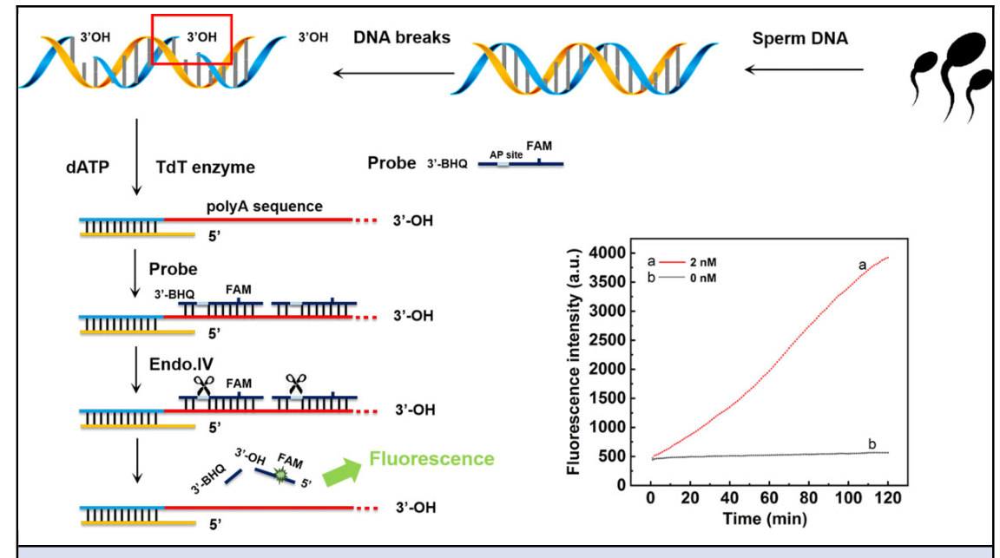 3'OH
3'OH
3'OH
DNA breaks
Sperm DNA
dATP
TdT enzyme
Probe 3'-BHQ
AP site
FAM
polyA sequence
3'-OH
5'
Probe
3'-BHQ
FAM
3'-OH
5'
Endo.IV
FAM
3'-OH
5'
3'-BHQ
3'-OH
FAM
5'
Fluorescence
3'-OH
5'
Fluorescence intensity (a.u.)
4000
3500
3000
2500
2000
1500
1000
500
0
a 2 nM
b 0 nM
a
b
0 20 40 60 80 100 120
Time (min)